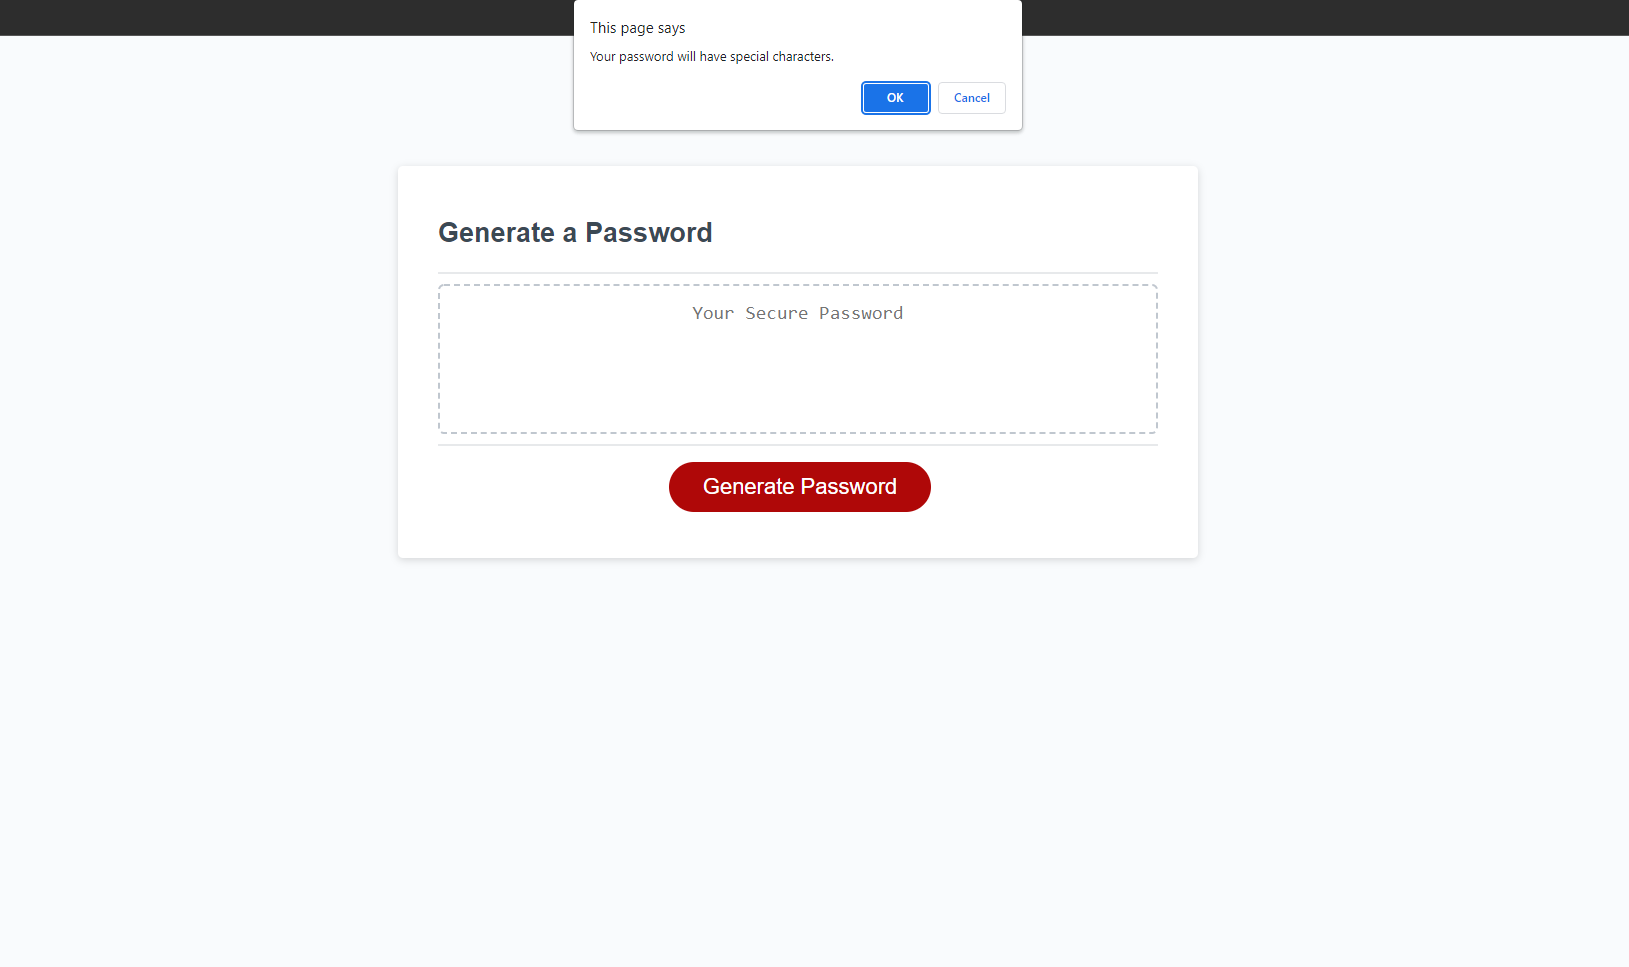 This page says
Your password will have special characters.
OK
Cancel
Generate a Password
Your Secure Password
Generate Password